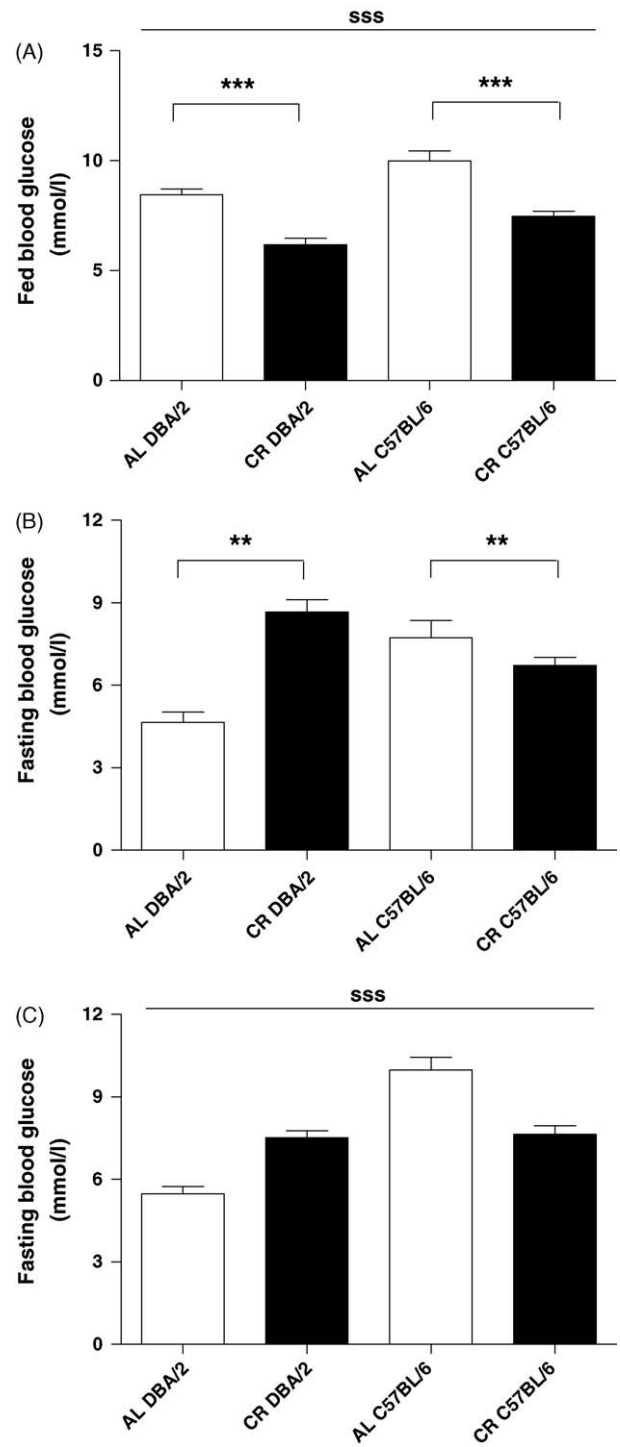 sss
(A)
15
***
***
10
5
0
Fed blood glucose
(mmol/l)
AL DBA/2
CR DBA/2
AL C57BL/6
CR C57BL/6
(B)
12
**
**
9
6
3
0
Fasting blood glucose
(mmol/l)
AL DBA/2
CR DBA/2
AL C57BL/6
CR C57BL/6
sss
(C)
12
9
6
3
0
Fasting blood glucose
(mmol/l)
AL DBA/2
CR DBA/2
AL C57BL/6
CR C57BL/6